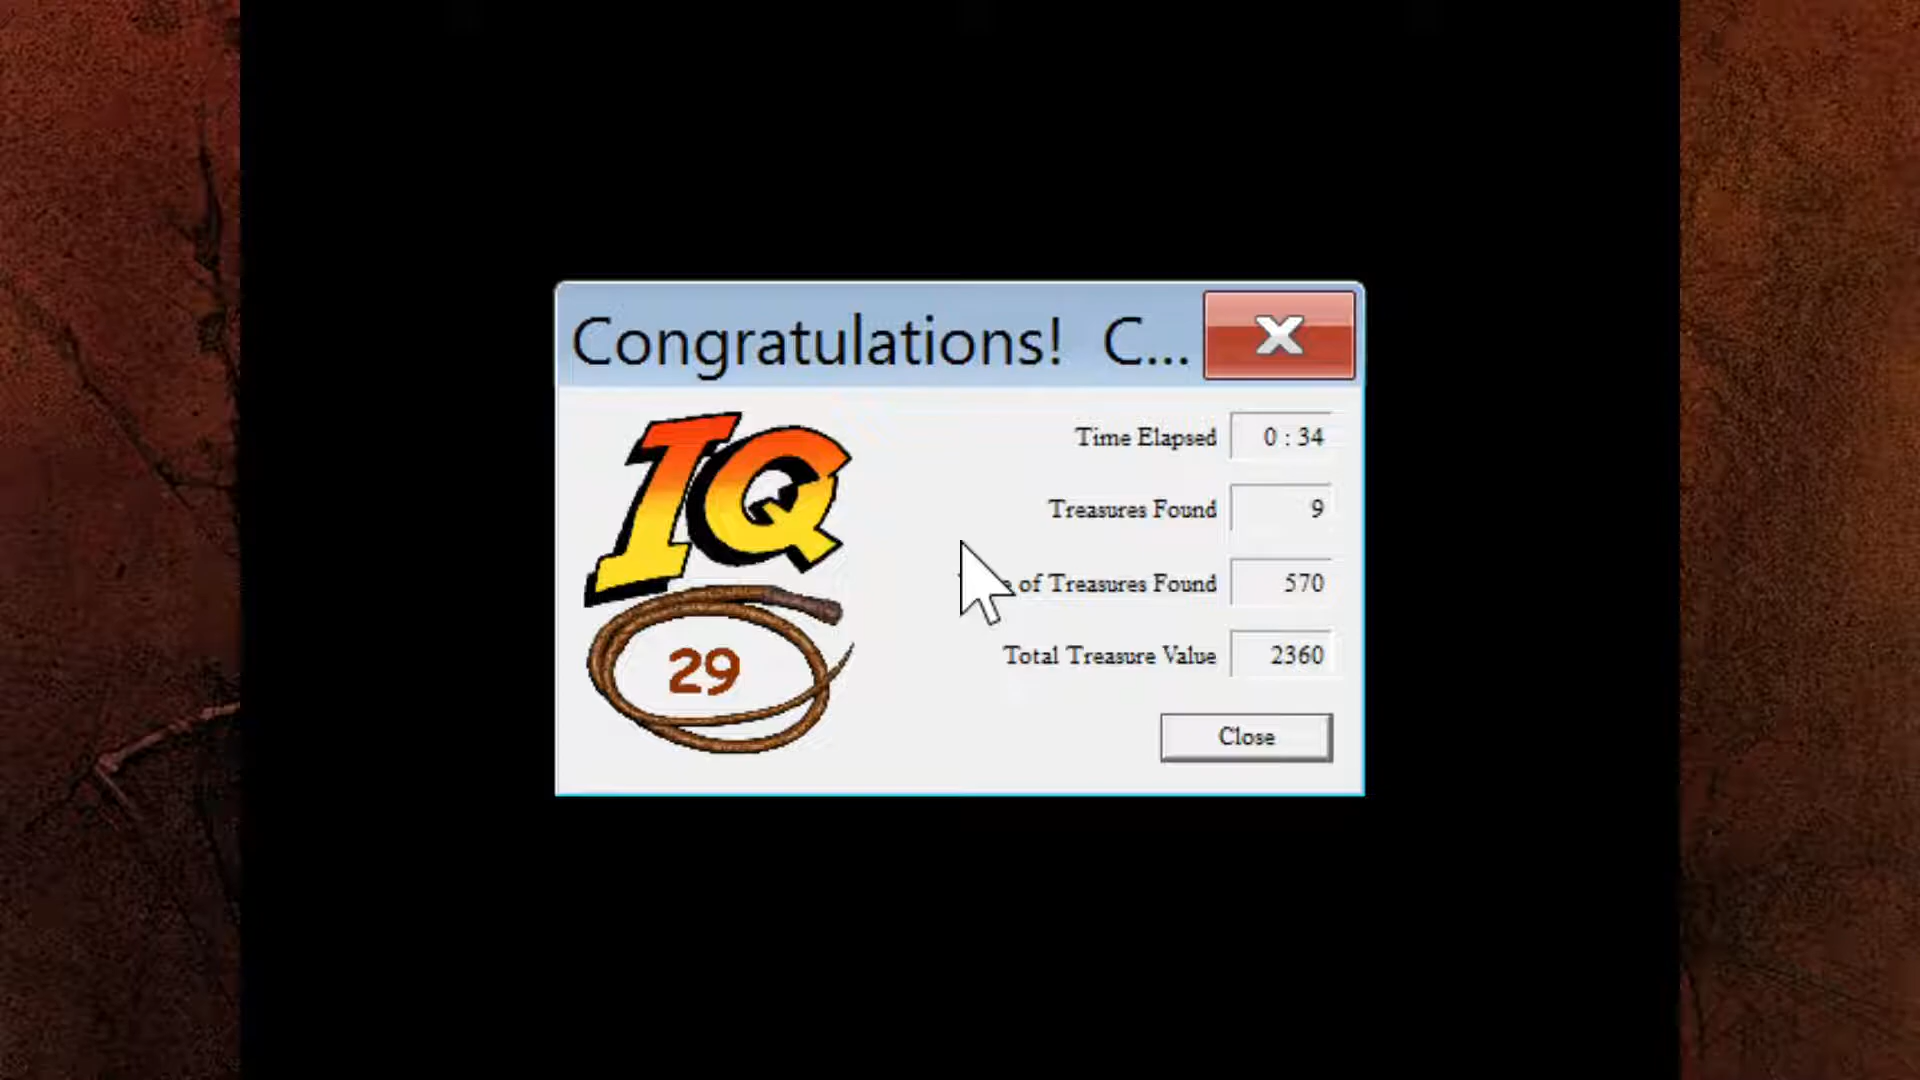 Congratulations! C...
IQ
29
Time Elapsed 0 : 34
Treasures Found 9
of Treasures Found 570
Total Treasure Value 2360
Close